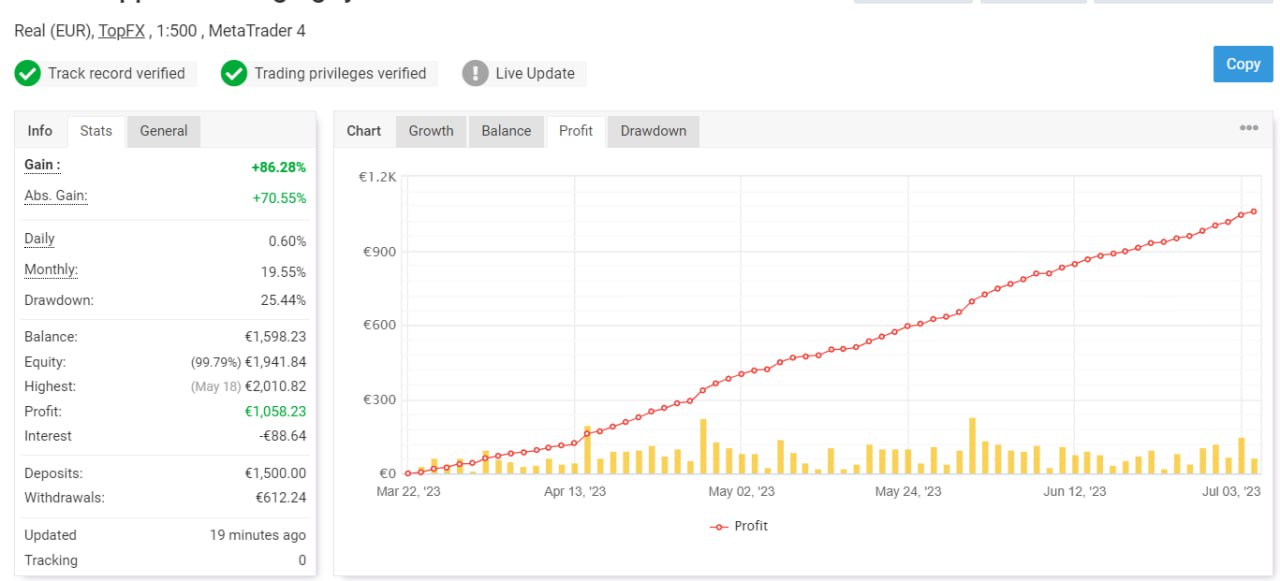 Real (EUR), TopFX , 1:500 , MetaTrader 4
Track record verified
Trading privileges verified
! Live Update
Copy
Info Stats General
Gain : +86.28%
Abs. Gain: +70.55%
Daily 0.60%
Monthly: 19.55%
Drawdown: 25.44%
Balance: €1,598.23
Equity: (99.79%) €1,941.84
Highest: (May 18) €2,010.82
Profit: €1,058.23
Interest -€88.64
Deposits: €1,500.00
Withdrawals: €612.24
Updated 19 minutes ago
Tracking 0
Chart Growth Balance Profit Drawdown
€1.2K
€900
€600
€300
€0
Mar 22, '23 Apr 13, '23 May 02, '23 May 24, '23 Jun 12, '23 Jul 03, '23
Profit